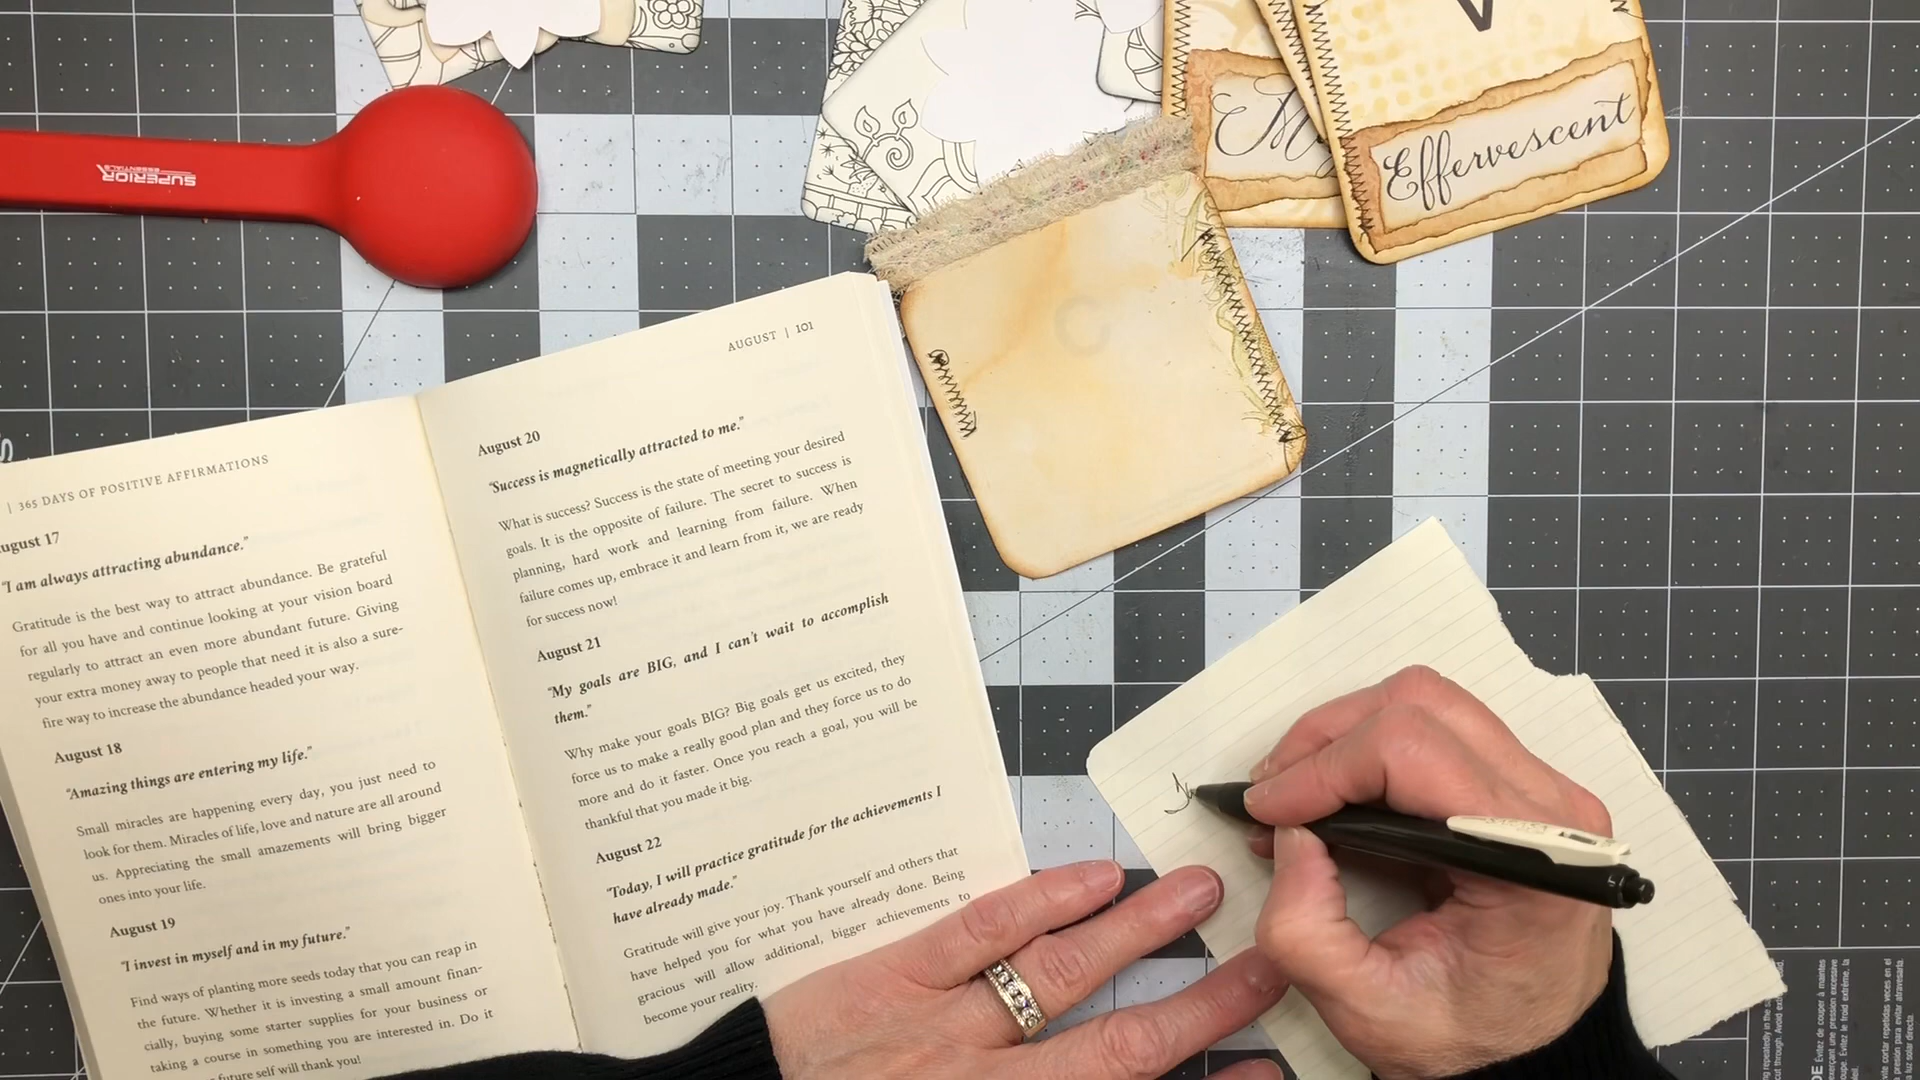 SUPERIOR
ESSENTIALS
My
Effervescent
| 365 DAYS OF POSITIVE AFFIRMATIONS
ugust 17
"I am always attracting abundance."
Gratitude is the best way to attract abundance. Be grateful
for all you have and continue looking at your vision board
regularly to attract an even more abundant future. Giving
your extra money away to people that need it is also a sure-
fire way to increase the abundance headed your way.
August 18
"Amazing things are entering my life."
Small miracles are happening every day, you just need to
look for them. Miracles of life, love and nature are all around
us. Appreciating the small amazements will bring bigger
ones into your life.
August 19
"I invest in myself and in my future."
Find ways of planting more seeds today that you can reap in
the future. Whether it is investing a small amount finan-
cially, buying some starter supplies for your business or
taking a course in something you are interested in. Do it
future self will thank you!
AUGUST | 101
August 20
"Success is magnetically attracted to me."
What is success? Success is the state of meeting your desired
goals. It is the opposite of failure. The secret to success is
planning, hard work and learning from failure. When
failure comes up, embrace it and learn from it, we are ready
for success now!
August 21
"My goals are BIG, and I can't wait to accomplish
them."
Why make your goals BIG? Big goals get us excited, they
force us to make a really good plan and they force us to do
more and do it faster. Once you reach a goal, you will be
thankful that you made it big.
August 22
"Today, I will practice gratitude for the achievements I
have already made."
Gratitude will give your joy. Thank yourself and others that
have helped you for what you have already done. Being
gracious will allow additional, bigger achievements to
become your reality.